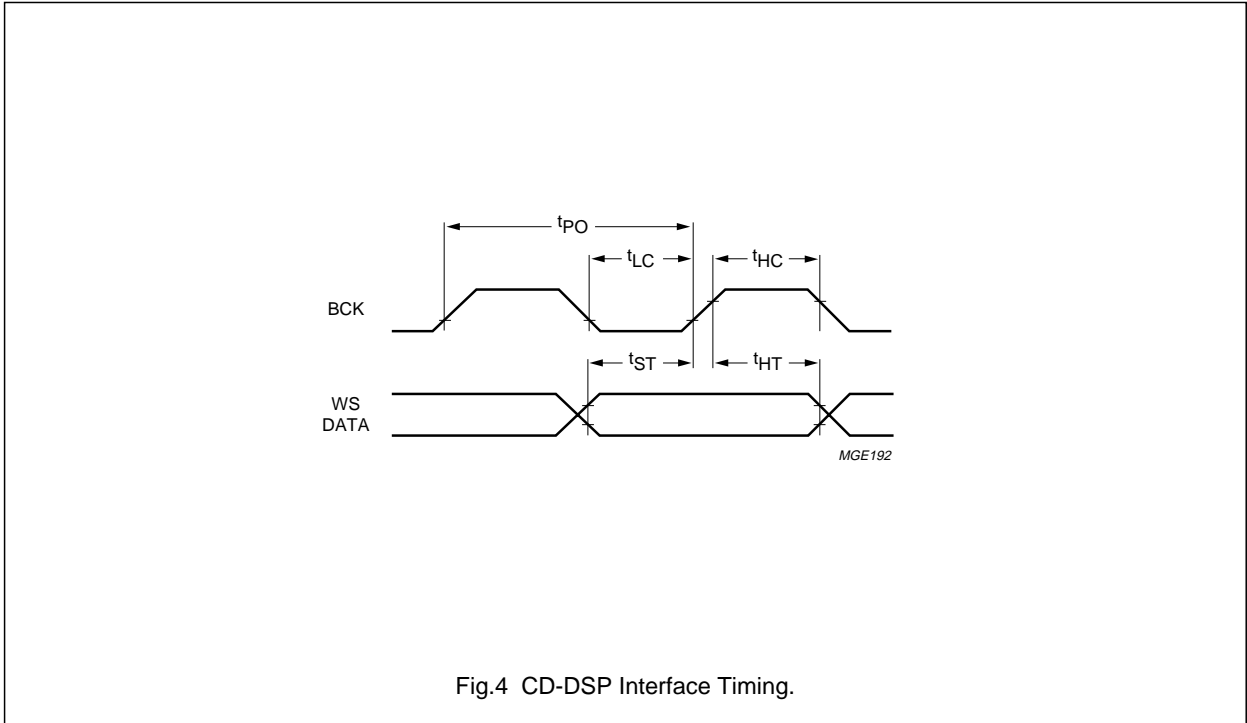 tPO
tLC
tHC
BCK
tST
tHT
WS
DATA
MGE192
Fig.4 CD-DSP Interface Timing.